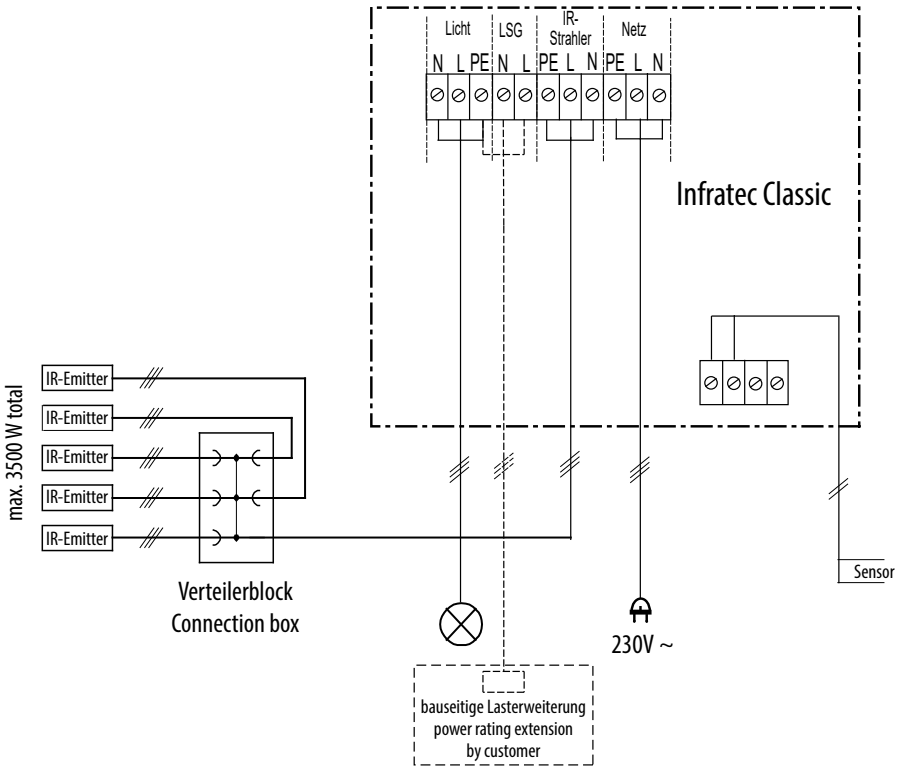 Licht
LSG
IR-
Strahler
Netz
N L PE N L PE L N PE L N
Infratec Classic
max. 3500 W total
IR-Emitter
IR-Emitter
IR-Emitter
IR-Emitter
IR-Emitter
Verteilerblock
Connection box
230V ~
Sensor
bauseitige Lasterweiterung
power rating extension
by customer